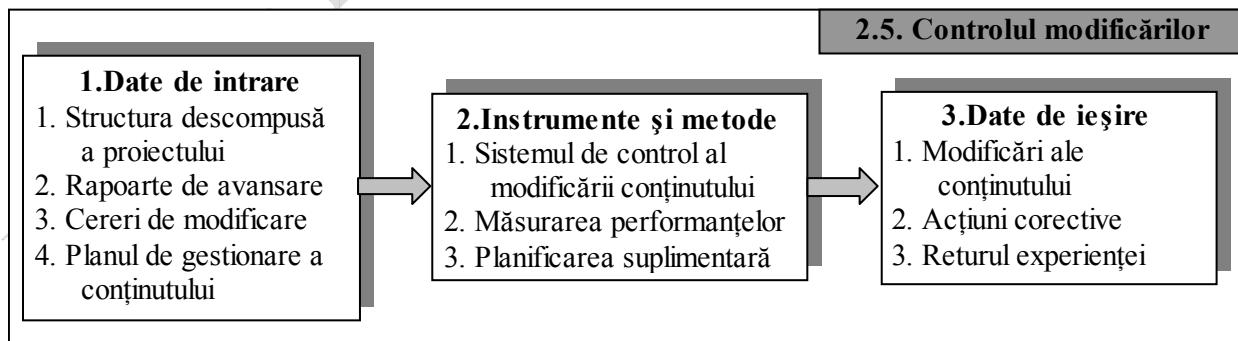 2.5. Controlul modificărilor
1.Date de intrare
1. Structura descompusă
a proiectului
2. Rapoarte de avansare
3. Cereri de modificare
4. Planul de gestionare a
conținutului
2.Instrumente şi metode
1. Sistemul de control al
modificării conținutului
2. Măsurarea performanțelor
3. Planificarea suplimentară
3.Date de ieşire
1. Modificări ale
conținutului
2. Acțiuni corective
3. Returul experienței